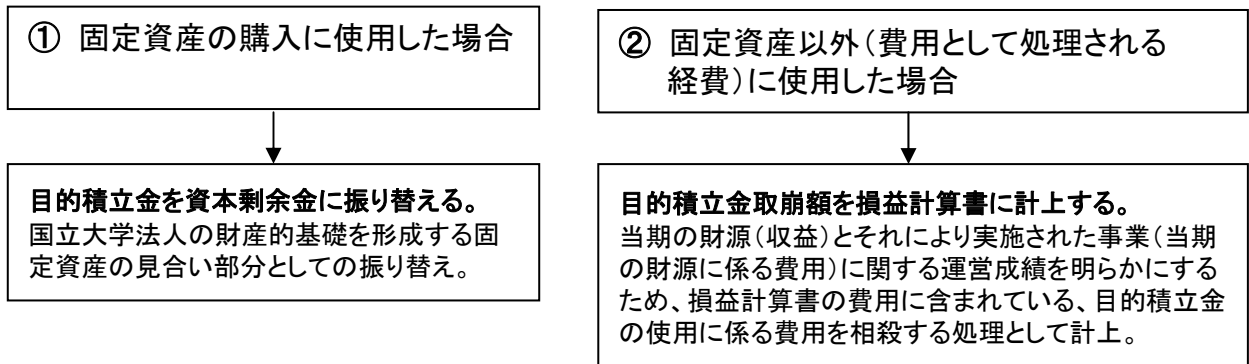 ① 固定資産の購入に使用した場合
目的積立金を資本剰余金に振り替える。
国立大学法人の財産的基礎を形成する固
定資産の見合い部分としての振り替え。
② 固定資産以外(費用として処理される
経費)に使用した場合
目的積立金取崩額を損益計算書に計上する。
当期の財源(収益)とそれにより実施された事業(当期
の財源に係る費用)に関する運営成績を明らかにする
ため、損益計算書の費用に含まれている、目的積立金
の使用に係る費用を相殺する処理として計上。